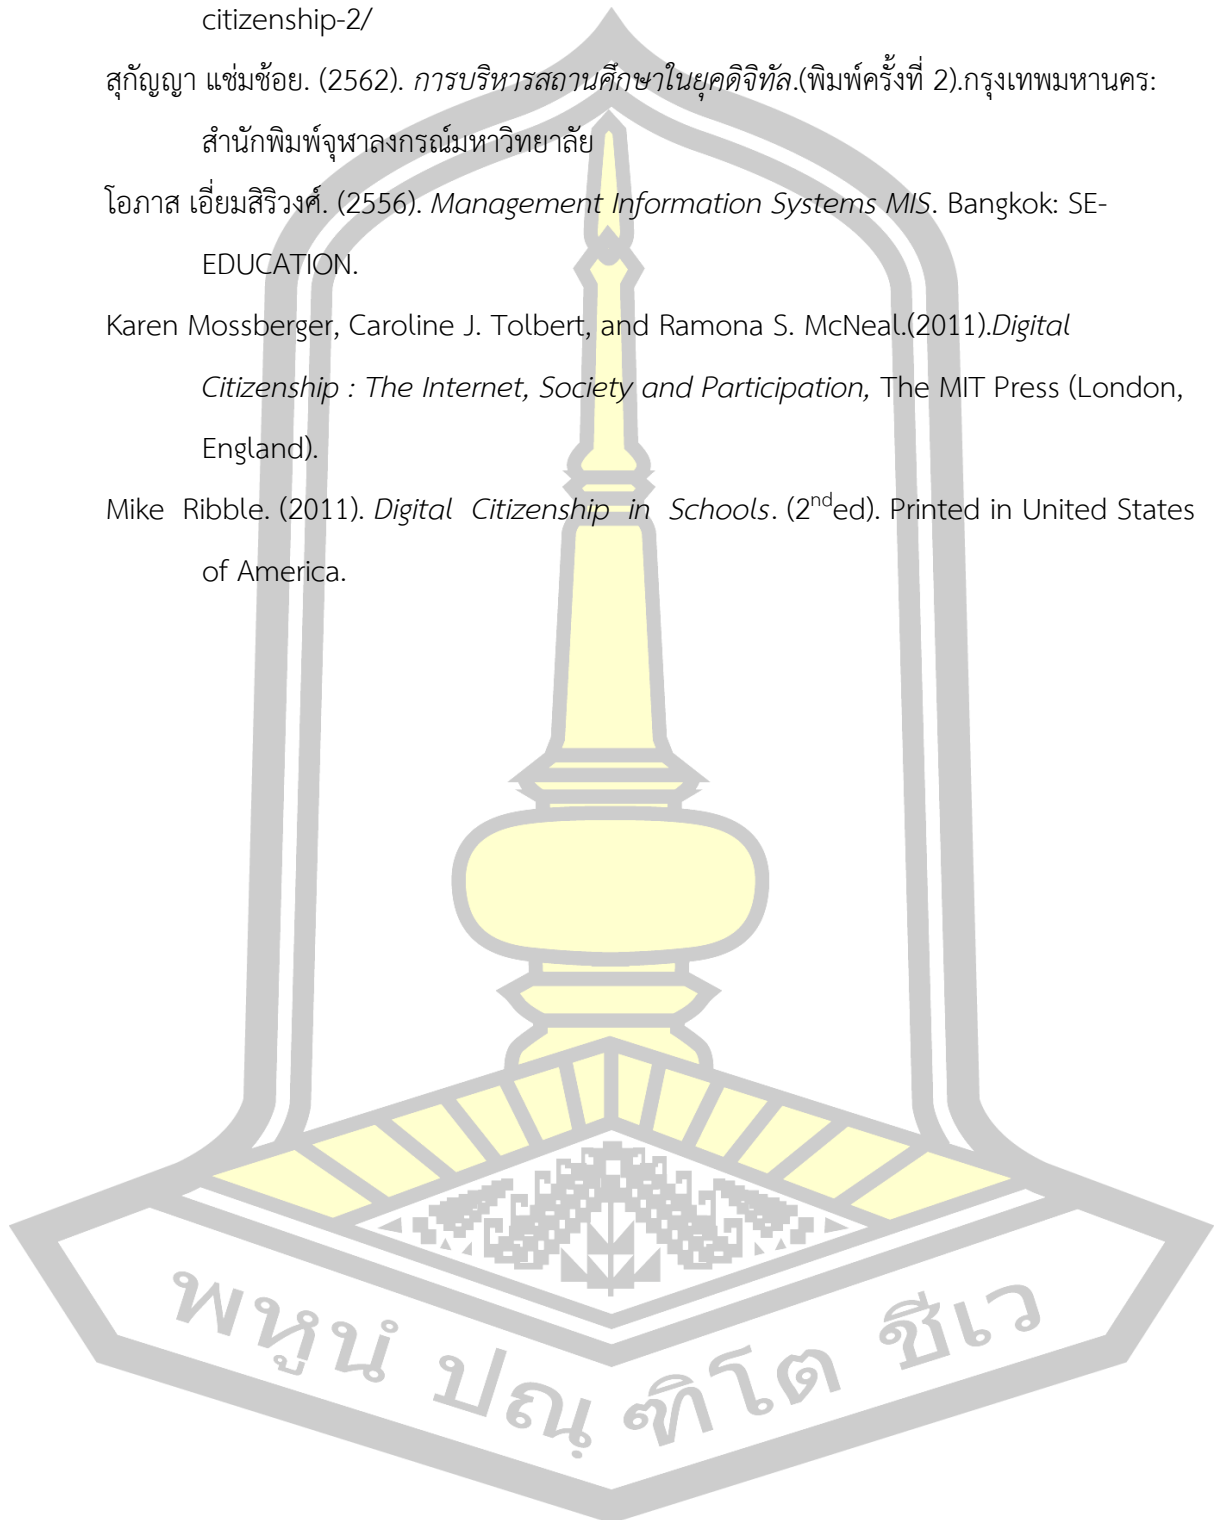 citizenship-2/
สุกัญญา แช่มช้อย. (2562). การบริหารสถานศึกษาในยุคดิจิทัล.(พิมพ์ครั้งที่ 2).กรุงเทพมหานคร:
สำนักพิมพ์จุฬาลงกรณ์มหาวิทยาลัย
โอภาส เอี่ยมสิริวงศ์. (2556). Management Information Systems MIS. Bangkok: SE-
EDUCATION.
Karen Mossberger, Caroline J. Tolbert, and Ramona S. McNeal.(2011).Digital
Citizenship : The Internet, Society and Participation, The MIT Press (London,
England).
Mike Ribble. (2011). Digital Citizenship in Schools. (2nded). Printed in United States
of America.
พหูนํ ปณฺฑิโต ชีเว